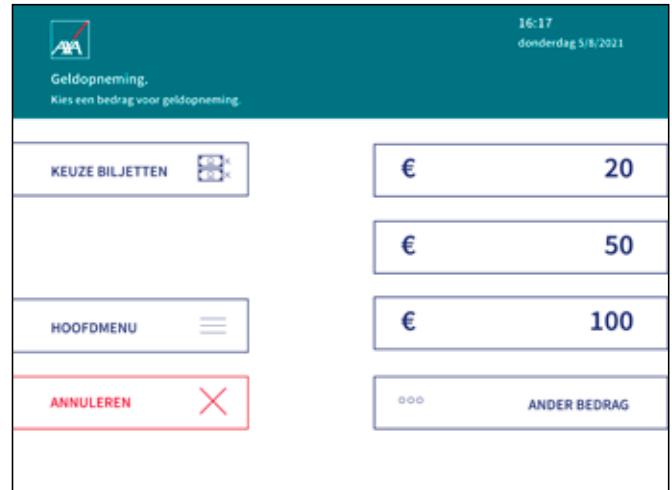 16:17
donderdag 5/8/2021
AXA
Geldopneming.
Kies een bedrag voor geldopneming.
KEUZE BILJETTEN
€ 20
€ 50
HOOFDMENU
€ 100
ANNULEREN
ANDER BEDRAG